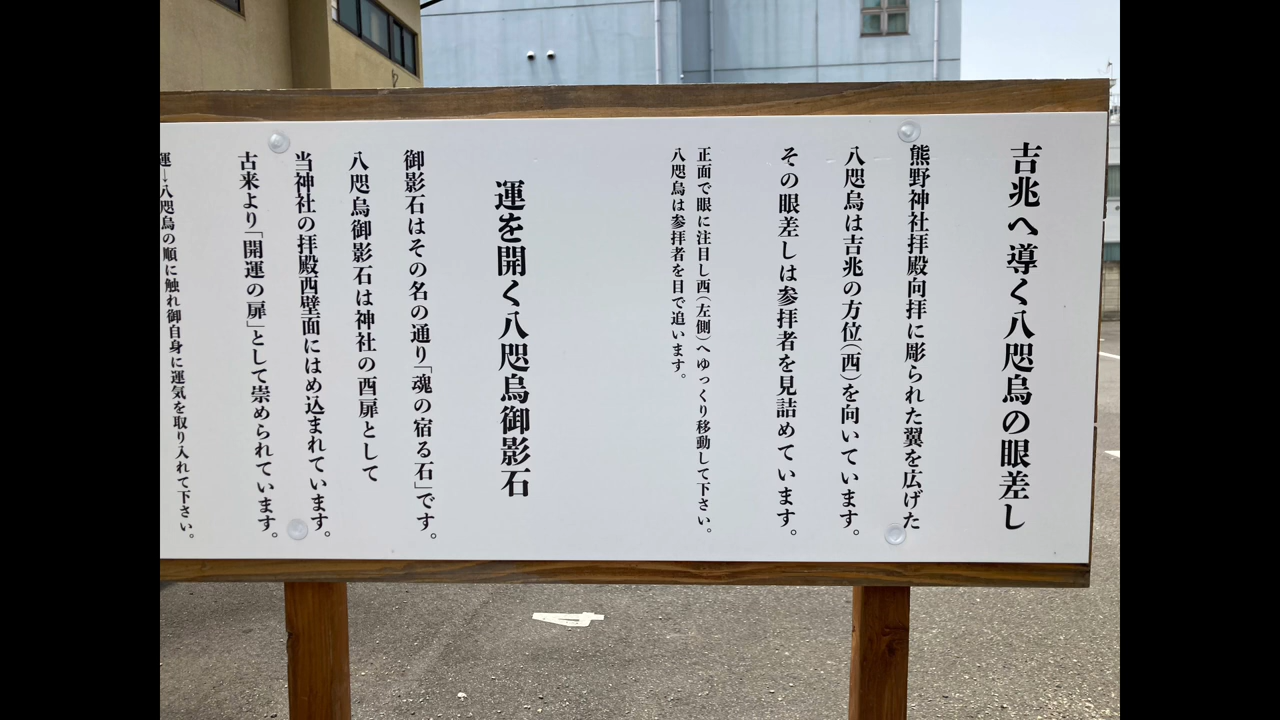 吉兆へ導く八咫烏の眼差し
熊野神社拝殿向拝に彫られた翼を広げた
八咫烏は吉兆の方位(西)を向いています。
その眼差しは参拝者を見詰めています。
正面で眼に注目し西(左側)へゆっくり移動して下さい。
八咫烏は参拝者を目で追います。
運を開く八咫烏御影石
御影石はその名の通り「魂の宿る石」です。
八咫烏御影石は神社の酉扉として
当神社の拝殿西壁面にはめ込まれています。
古来より「開運の扉」として崇められています。
運→八咫烏の順に触れ御自身に運気を取り入れて下さい。
4